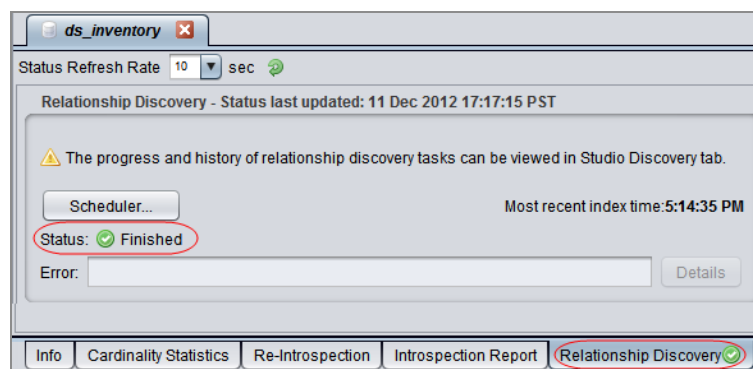 ds_inventory
Status Refresh Rate 10 sec
Relationship Discovery - Status last updated: 11 Dec 2012 17:17:15 PST
The progress and history of relationship discovery tasks can be viewed in Studio Discovery tab.
Scheduler... Most recent index time:5:14:35 PM
Status: Finished
Error: Details
Info Cardinality Statistics Re-Introspection Introspection Report Relationship Discovery